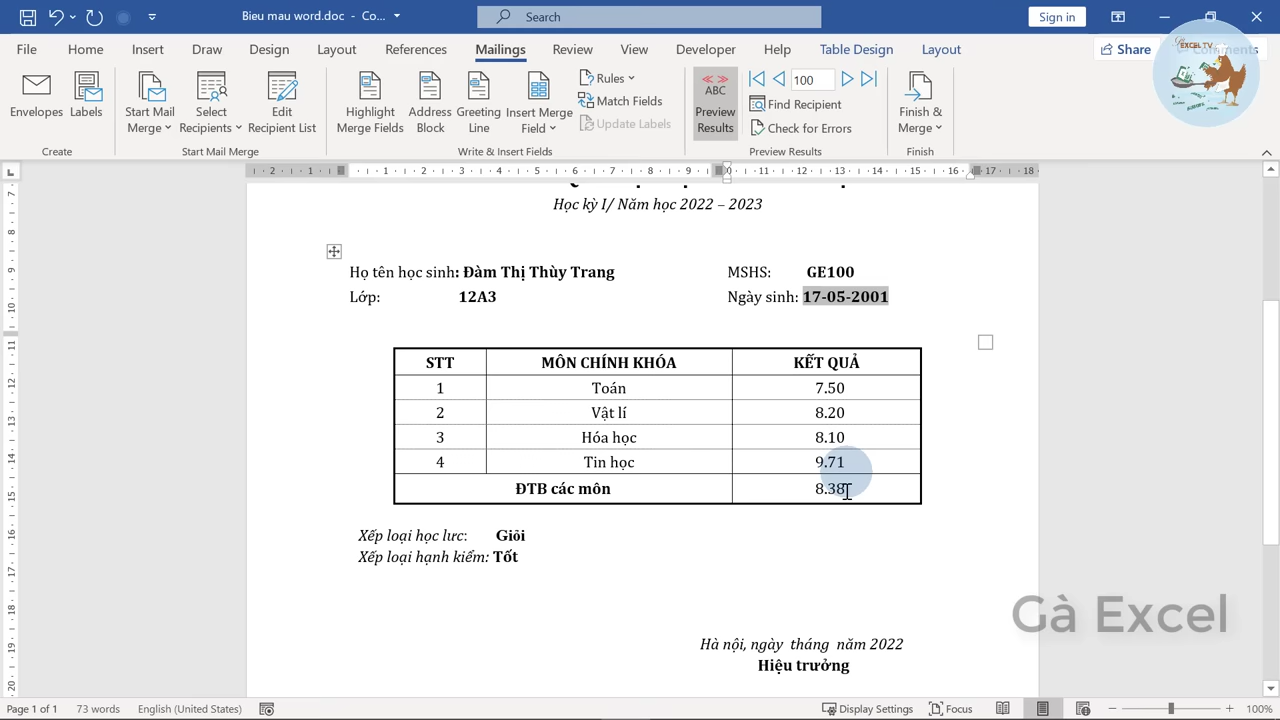 Bieu mau word.doc - Co...
Search
Sign in
File Home Insert Draw Design Layout References Mailings Review View Developer Help Table Design Layout
Share
Comments
EXCEL TV
Envelopes
Labels
Start Mail Merge
Select Recipients
Edit Recipient List
Highlight Merge Fields
Address Block
Greeting Line
Insert Merge Field
Rules
Match Fields
Update Labels
ABC
Preview Results
100
Find Recipient
Check for Errors
Finish & Merge
Create
Start Mail Merge
Write & Insert Fields
Preview Results
Finish
Học kỳ I/ Năm học 2022 – 2023
Họ tên học sinh: Đàm Thị Thùy Trang MSHS: GE100
Lớp: 12A3 Ngày sinh: 17-05-2001
STT MÔN CHÍNH KHÓA KẾT QUẢ
1 Toán 7.50
2 Vật lí 8.20
3 Hóa học 8.10
4 Tin học 9.71
ĐTB các môn 8.38
Xếp loại học lực: Giỏi
Xếp loại hạnh kiểm: Tốt
Gà Excel
Hà nội, ngày tháng năm 2022
Hiệu trưởng
Page 1 of 1 73 words English (United States) Display Settings Focus 100%